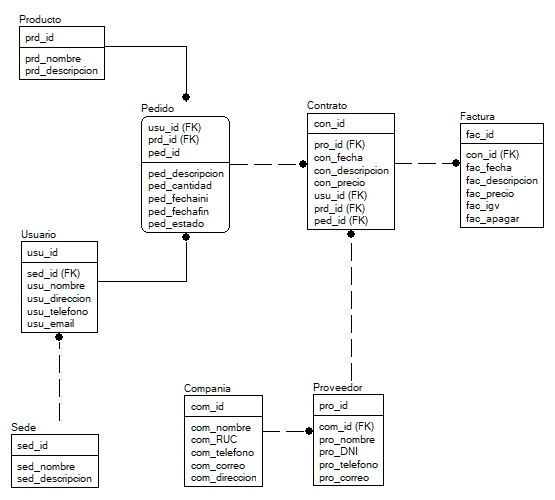 Producto
prd_id
prd_nombre
prd_descripcion
Pedido
usu_id (FK)
prd_id (FK)
ped_id
ped_descripcion
ped_cantidad
ped_fechaini
ped_fechafin
ped_estado
Contrato
con_id
pro_id (FK)
con_fecha
con_descripcion
con_precio
usu_id (FK)
prd_id (FK)
ped_id (FK)
Factura
fac_id
con_id (FK)
fac_fecha
fac_descripcion
fac_precio
fac_igv
fac_apagar
Usuario
usu_id
sed_id (FK)
usu_nombre
usu_direccion
usu_telefono
usu_email
Sede
sed_id
sed_nombre
sed_descripcion
Compania
com_id
com_nombre
com_RUC
com_telefono
com_correo
com_direccion
Proveedor
pro_id
com_id (FK)
pro_nombre
pro_DNI
pro_telefono
pro_correo